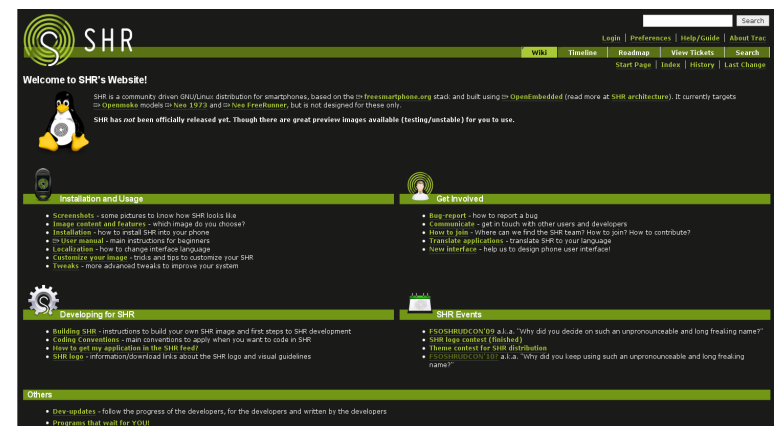 Search
SHR
Login | Preferences | Help/Guide | About Trac
Wiki Timeline Roadmap View Tickets Search
Start Page | Index | History | Last Change
Welcome to SHR's Website!
SHR is a community driven GNU/Linux distribution for smartphones, based on the freesmartphone.org stack and built using OpenEmbedded (read more at SHR architecture). It currently targets
Openmoko models Neo 1973 and Neo FreeRunner, but is not designed for these only.
SHR has not been officially released yet. Though there are great preview images available (testing/unstable) for you to use.
Installation and Usage
Screenshots - some pictures to know how SHR looks like
Image content and features - which image do you choose?
Installation - how to install SHR into your phone
User manual - main instructions for beginners
Localization - how to change interface language
Customize your image - tricks and tips to customize your SHR
Tweaks - more advanced tweaks to improve your system
Get Involved
Bug-report - how to report a bug
Communicate - get in touch with other users and developers
How to join - Where can we find the SHR team? How to join? How to contribute?
Translate applications - translate SHR to your language
New interface - help us to design phone user interface!
Developing for SHR
Building SHR - instructions to build your own SHR image and first steps to SHR development
Coding Conventions - main conventions to apply when you want to code in SHR
How to get my application in the SHR feed?
SHR logo - information/download links about the SHR logo and visual guidelines
SHR Events
FSOSHRUDCON'09 a.k.a. "Why did you decide on such an unpronounceable and long freaking name?"
SHR logo contest (finished)
Theme contest for SHR distribution
FSOSHRUDCON'10? a.k.a. "Why did you keep using such an unpronounceable and long freaking
name?"
Others
Dev-updates - follow the progress of the developers, for the developers and written by the developers
Programs that wait for YOU!